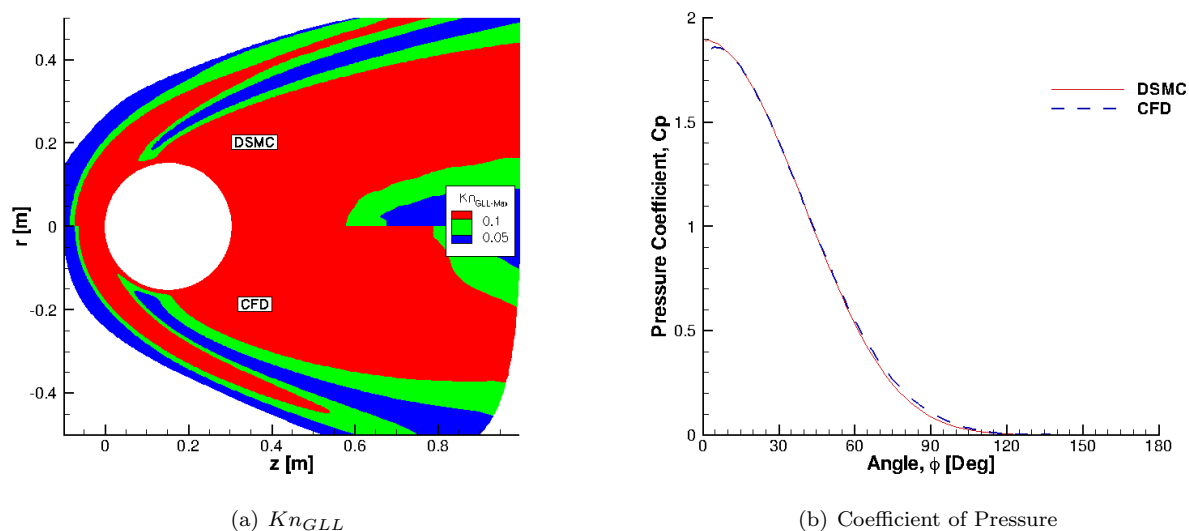 0.4
0.2
0
-0.2
-0.4
r [m]
DSMC
CFD
Kn_GLL-Max
0.1
0.05
0
0.2
0.4
0.6
0.8
z [m]
(a) Kn_GLL
2
1.5
1
0.5
0
Pressure Coefficient, Cp
DSMC
CFD
0
30
60
90
120
150
180
Angle, ϕ [Deg]
(b) Coefficient of Pressure